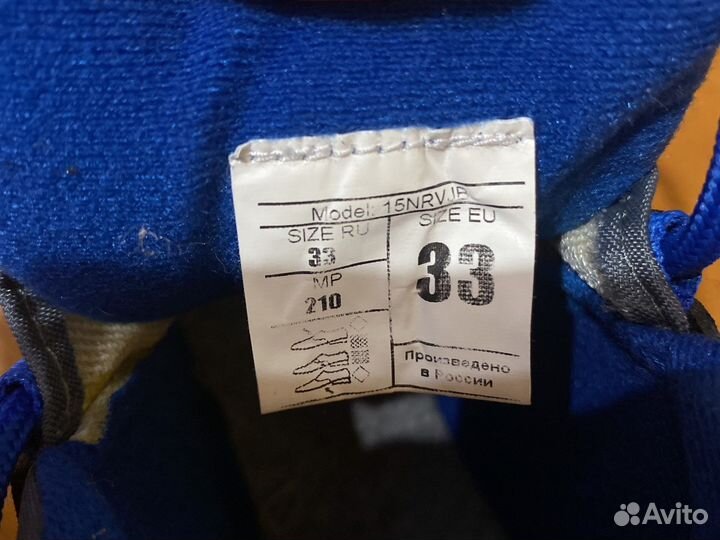 Model: 15NRVJB
SIZE RU
33
MP
210
SIZE EU
33
Произведено
в России
Avito